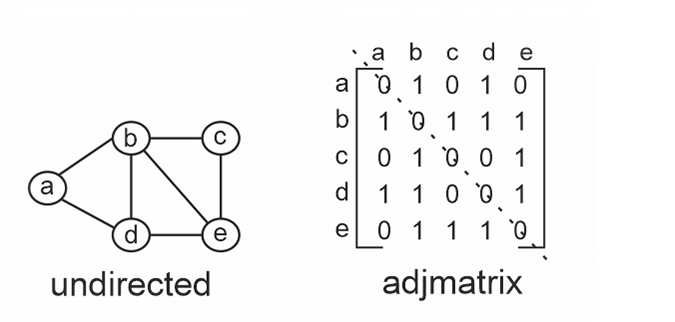 a b c d e
a 0 1 0 1 0
b 1 0 1 1 1
c 0 1 0 0 1
d 1 1 0 0 1
e 0 1 1 1 0
b c
a
d e
undirected adjmatrix